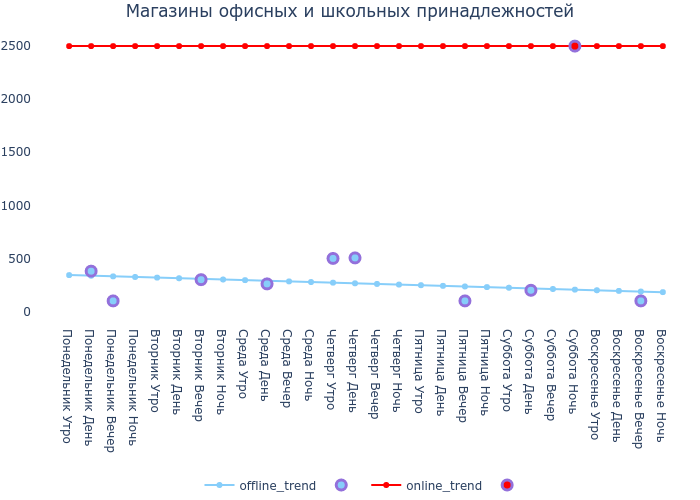 Магазины офисных и школьных принадлежностей
2500
2000
1500
1000
500
0
Понедельник Утро
Понедельник День
Понедельник Вечер
Понедельник Ночь
Вторник Утро
Вторник День
Вторник Вечер
Вторник Ночь
Среда Утро
Среда День
Среда Вечер
Среда Ночь
Четверг Утро
Четверг День
Четверг Вечер
Четверг Ночь
Пятница Утро
Пятница День
Пятница Вечер
Пятница Ночь
Суббота Утро
Суббота День
Суббота Вечер
Суббота Ночь
Воскресенье Утро
Воскресенье День
Воскресенье Вечер
Воскресенье Ночь
offline_trend
online_trend